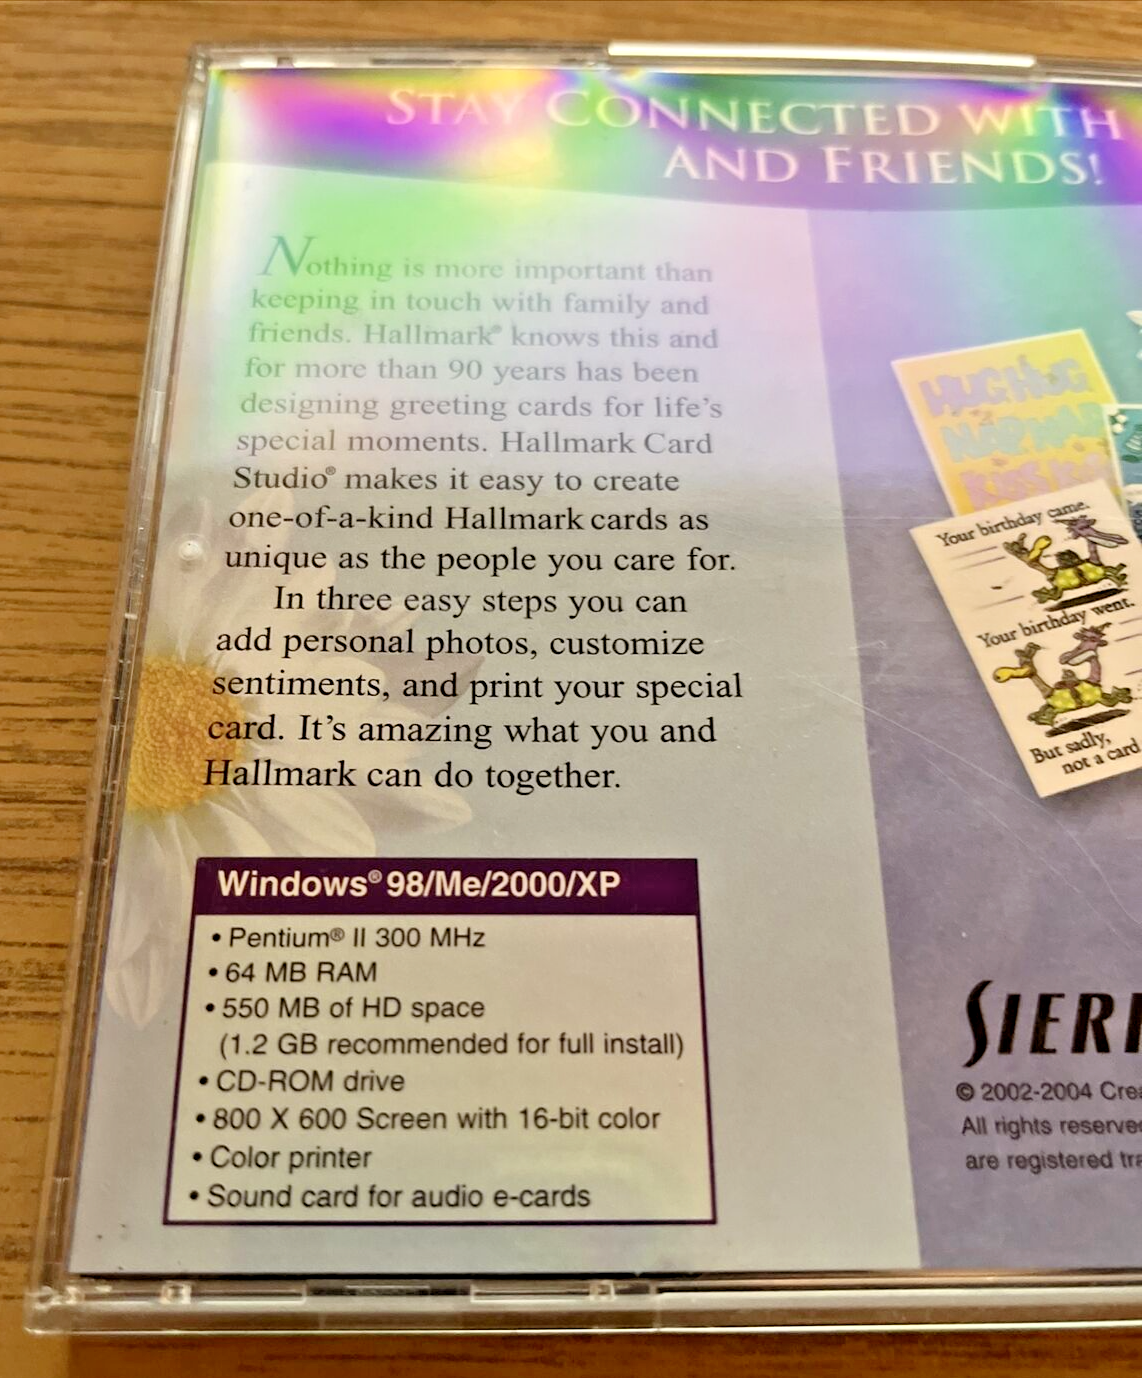 STAY CONNECTED WITH
AND FRIENDS!
Nothing is more important than
keeping in touch with family and
friends. Hallmark® knows this and
for more than 90 years has been
designing greeting cards for life's
special moments. Hallmark Card
Studio® makes it easy to create
one-of-a-kind Hallmark cards as
unique as the people you care for.
In three easy steps you can
add personal photos, customize
sentiments, and print your special
card. It's amazing what you and
Hallmark can do together.
Windows® 98/Me/2000/XP
• Pentium® II 300 MHz
• 64 MB RAM
• 550 MB of HD space
(1.2 GB recommended for full install)
• CD-ROM drive
• 800 X 600 Screen with 16-bit color
• Color printer
• Sound card for audio e-cards
HUG HUG
Your birthday came.
Your birthday went.
But sadly,
not a card
SIER
© 2002-2004 Crea
All rights reserve
are registered tra